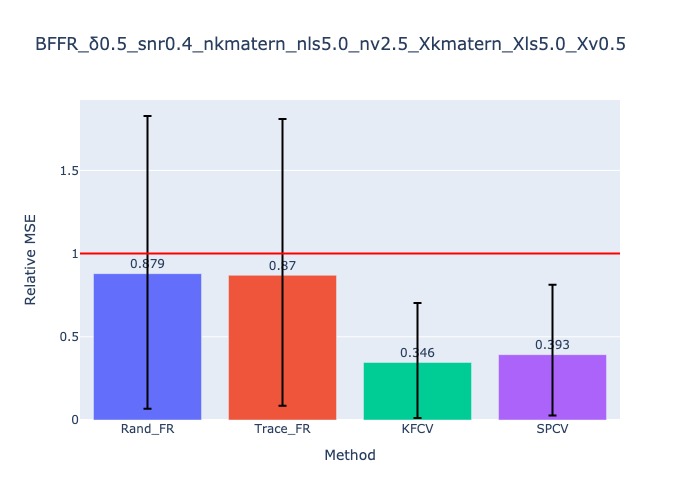 BFFR_δ0.5_snr0.4_nkmatern_nls5.0_nv2.5_Xkmatern_Xls5.0_Xv0.5
1.5
1
0.5
0
Relative MSE
0.879
0.87
0.346
0.393
Rand_FR
Trace_FR
KFCV
SPCV
Method